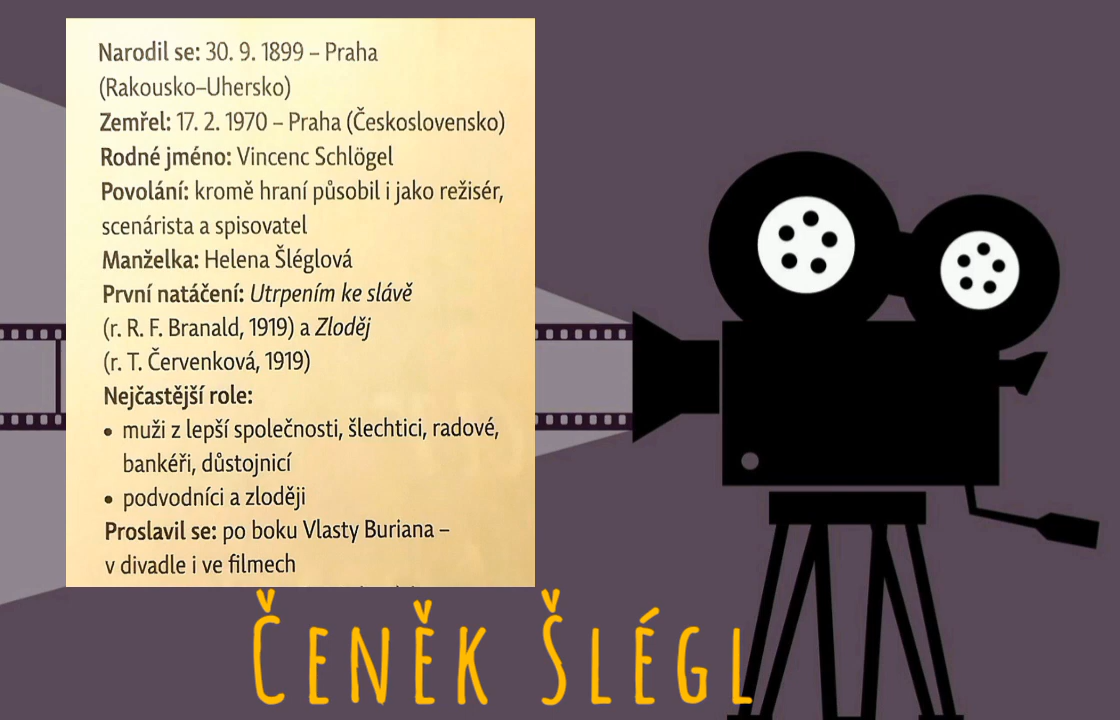 Narodil se: 30. 9. 1899 – Praha
(Rakousko–Uhersko)
Zemřel: 17. 2. 1970 – Praha (Československo)
Rodné jméno: Vincenc Schlögel
Povolání: kromě hraní působil i jako režisér,
scenárista a spisovatel
Manželka: Helena Šléglová
První natáčení: Utrpením ke slávě
(r. R. F. Branald, 1919) a Zloděj
(r. T. Červenková, 1919)
Nejčastější role:
• muži z lepší společnosti, šlechtici, radové,
bankéři, důstojnicí
• podvodníci a zloději
Proslavil se: po boku Vlasty Buriana –
v divadle i ve filmech
Čeněk Šlégl